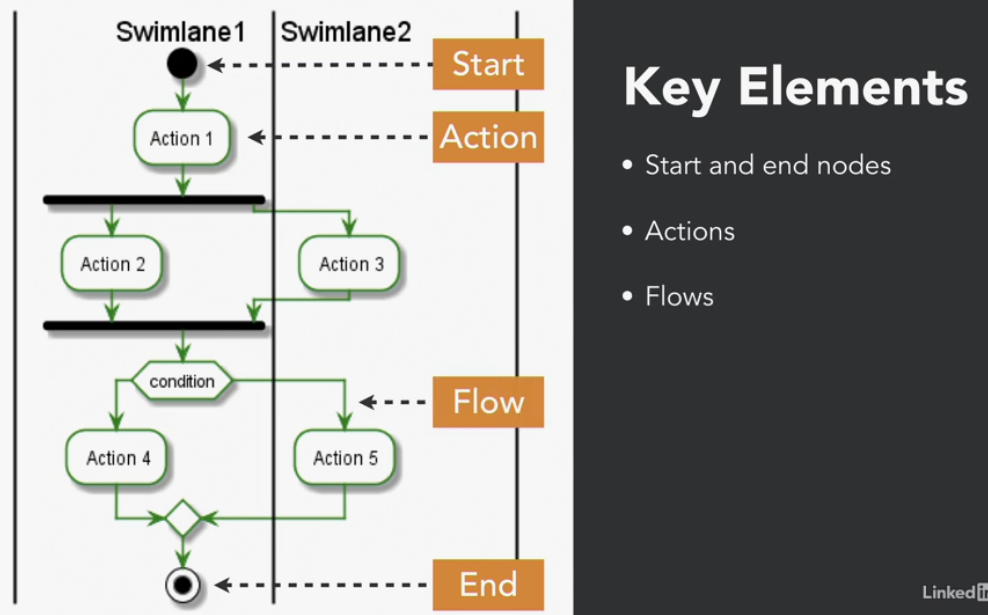 Swimlane1
Swimlane2
Start
Action 1
Action
Action 2
Action 3
condition
Flow
Action 4
Action 5
End
Key Elements
• Start and end nodes
• Actions
• Flows
Linked in